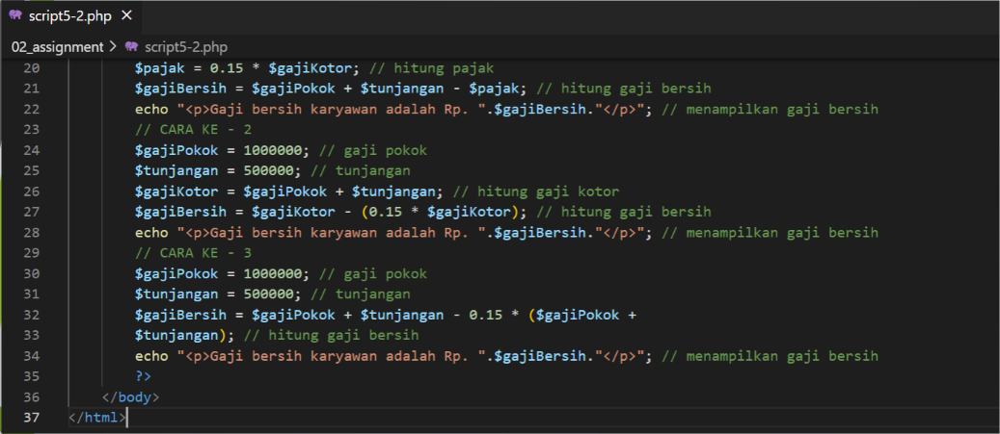 script5-2.php ×
02_assignment > script5-2.php
20 $pajak = 0.15 * $gajiKotor; // hitung pajak
21 $gajiBersih = $gajiPokok + $tunjangan - $pajak; // hitung gaji bersih
22 echo "<p>Gaji bersih karyawan adalah Rp. ".$gajiBersih."</p>"; // menampilkan gaji bersih
23 // CARA KE - 2
24 $gajiPokok = 1000000; // gaji pokok
25 $tunjangan = 500000; // tunjangan
26 $gajiKotor = $gajiPokok + $tunjangan; // hitung gaji kotor
27 $gajiBersih = $gajiKotor - (0.15 * $gajiKotor); // hitung gaji bersih
28 echo "<p>Gaji bersih karyawan adalah Rp. ".$gajiBersih."</p>"; // menampilkan gaji bersih
29 // CARA KE - 3
30 $gajiPokok = 1000000; // gaji pokok
31 $tunjangan = 500000; // tunjangan
32 $gajiBersih = $gajiPokok + $tunjangan - 0.15 * ($gajiPokok +
33 $tunjangan); // hitung gaji bersih
34 echo "<p>Gaji bersih karyawan adalah Rp. ".$gajiBersih."</p>"; // menampilkan gaji bersih
35 ?>
36 </body>
37 </html>